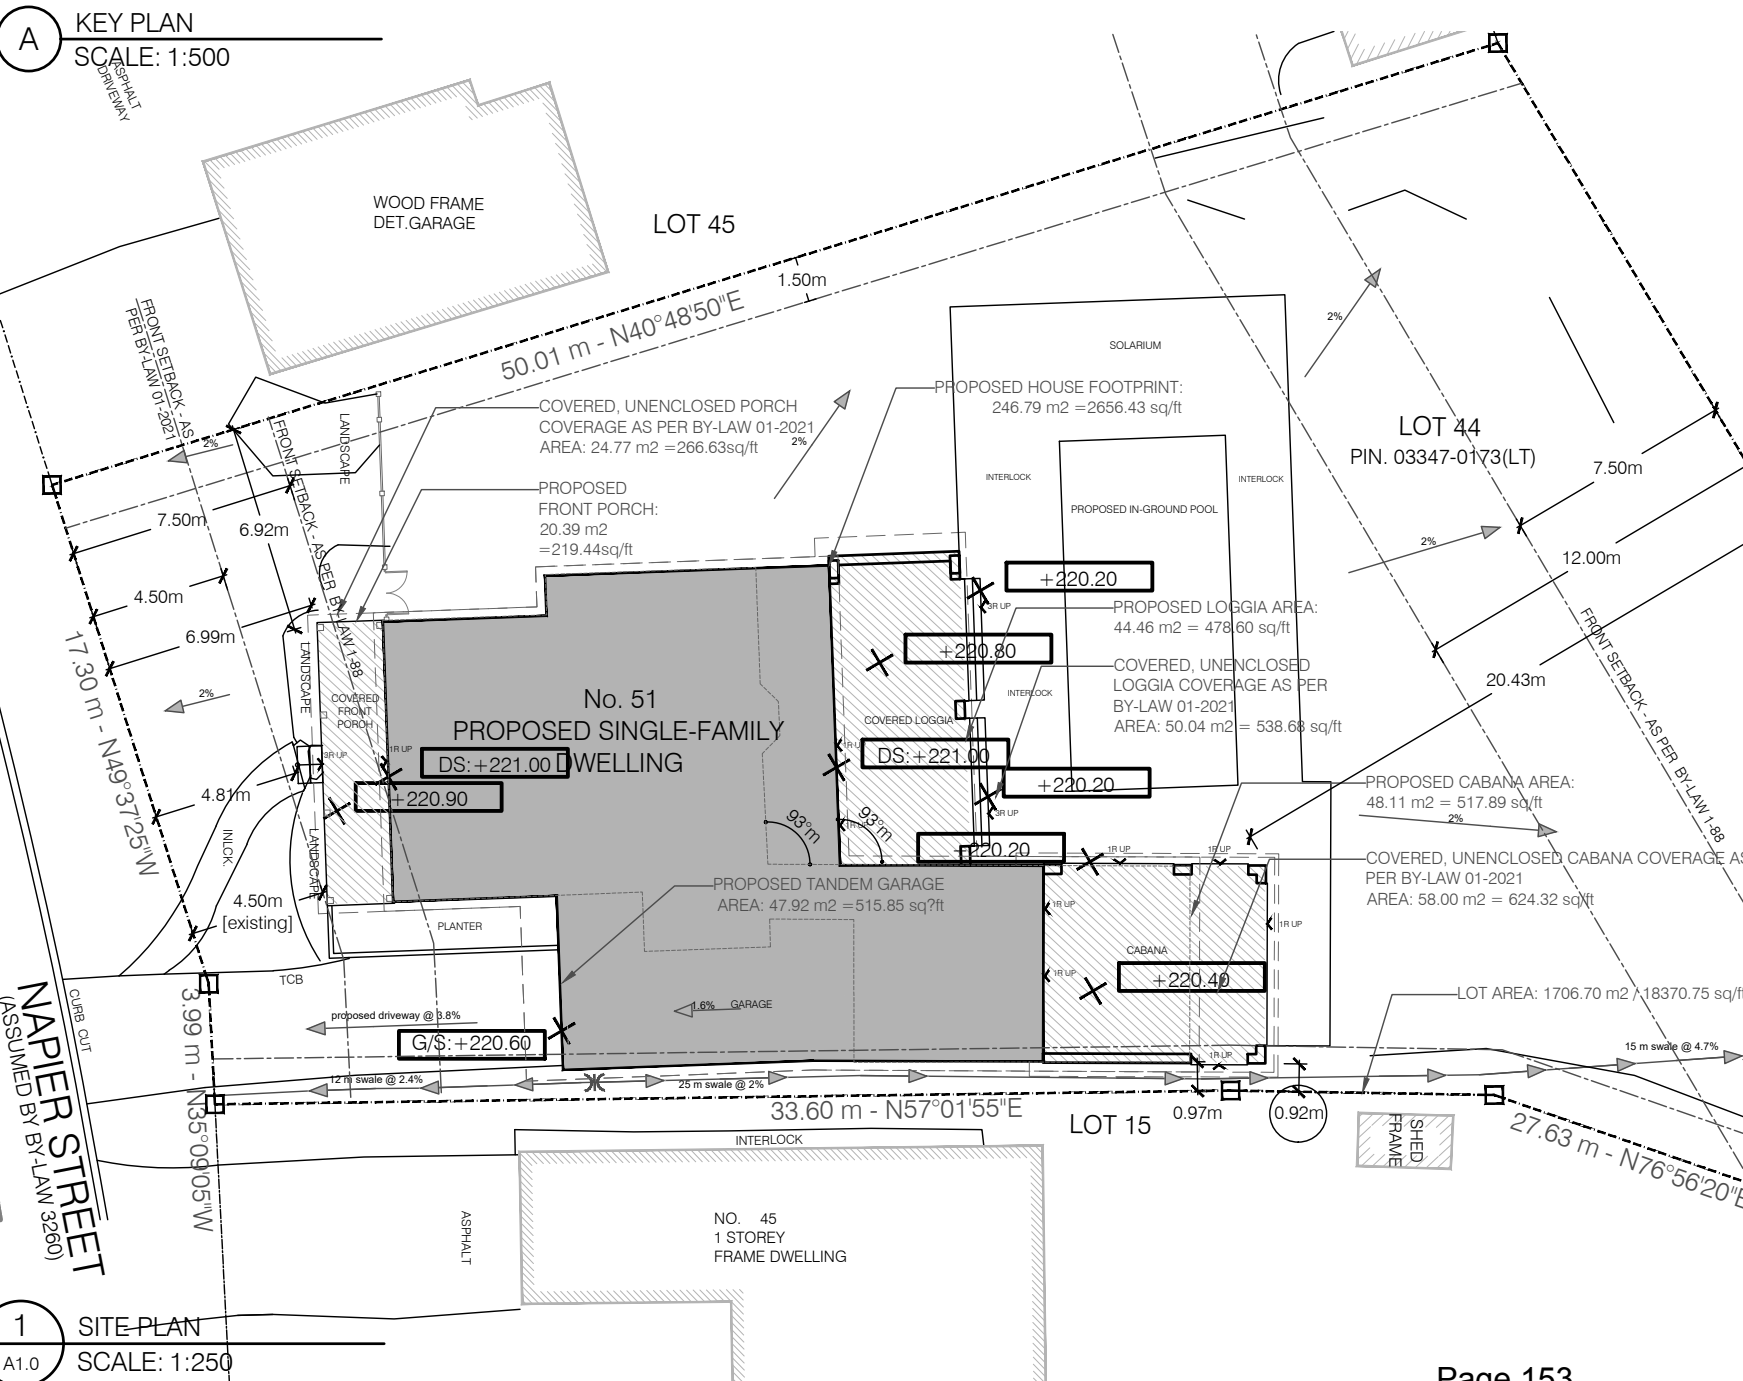 A
KEY PLAN
SCALE: 1:500
ASPHALT
DRIVEWAY
WOOD FRAME
DET.GARAGE
LOT 45
1.50m
50.01 m - N40°48'50"E
FRONT SETBACK - AS
PER BY-LAW 01-2021
2%
LANDSCAPE
FRONT SETBACK - AS PER BY-LAW 1-88
COVERED, UNENCLOSED PORCH
COVERAGE AS PER BY-LAW 01-2021
AREA: 24.77 m2 =266.63sq/ft
2%
PROPOSED HOUSE FOOTPRINT:
246.79 m2 =2656.43 sq/ft
SOLARIUM
2%
LOT 44
PIN. 03347-0173(LT)
7.50m
INTERLOCK
INTERLOCK
PROPOSED IN-GROUND POOL
PROPOSED
FRONT PORCH:
20.39 m2
=219.44sq/ft
7.50m
6.92m
2%
12.00m
4.50m
6.99m
+220.20
3R UP
PROPOSED LOGGIA AREA:
44.46 m2 = 478.60 sq/ft
+220.80
COVERED, UNENCLOSED
LOGGIA COVERAGE AS PER
BY-LAW 01-2021
AREA: 50.04 m2 = 538.68 sq/ft
INTERLOCK
20.43m
FRONT SETBACK - AS PER BY-LAW 1-88
17.30 m - N49°37'25"W
2%
LANDSCAPE
COVERED
FRONT
PORCH
No. 51
PROPOSED SINGLE-FAMILY
DWELLING
COVERED LOGGIA
3R UP
1R UP
DS:+221.00
1R U
DS:+221.00
+220.20
3R UP
+220.90
4.81m
93°m
93°m
1R U
+220.20
PROPOSED CABANA AREA:
48.11 m2 = 517.89 sq/ft
2%
1R UP
1R UP
COVERED, UNENCLOSED CABANA COVERAGE AS
PER BY-LAW 01-2021
AREA: 58.00 m2 = 624.32 sq/ft
INLCK.
LANDSCAPE
4.50m
[existing]
PROPOSED TANDEM GARAGE
AREA: 47.92 m2 =515.85 sq?ft
PLANTER
1R UP
1R UP
CABANA
1R UP
+220.40
TCB
CURB CUT
3.99 m - N35°09'05"W
proposed driveway @ 3.8%
1.6%
GARAGE
G/S:+220.60
LOT AREA: 1706.70 m2 / 18370.75 sq/ft
1R UP
15 m swale @ 4.7%
12 m swale @ 2.4%
25 m swale @ 2%
33.60 m - N57°01'55"E
LOT 15
0.97m
0.92m
SHED
FRAME
27.63 m - N76°56'20"E
NAPIER STREET
(ASSUMED BY BY-LAW 3260)
INTERLOCK
ASPHALT
NO. 45
1 STOREY
FRAME DWELLING
1
A1.0
SITE PLAN
SCALE: 1:250
Page 153